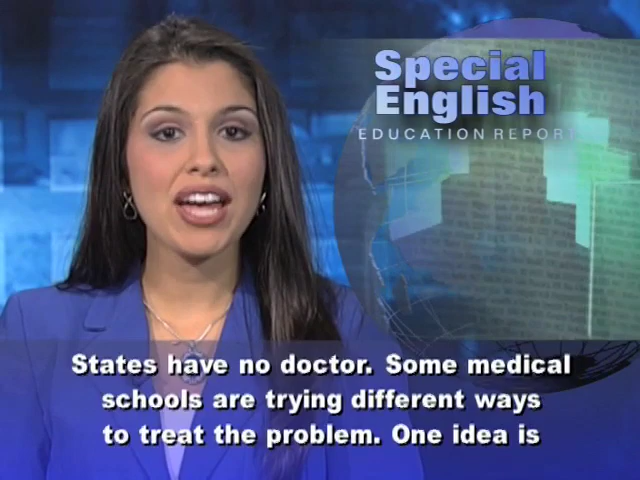 Special
English
EDUCATION REPORT
States have no doctor. Some medical
schools are trying different ways
to treat the problem. One idea is